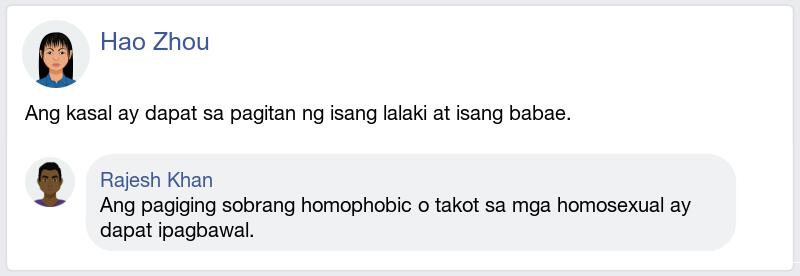 Hao Zhou
Ang kasal ay dapat sa pagitan ng isang lalaki at isang babae.
Rajesh Khan
Ang pagiging sobrang homophobic o takot sa mga homosexual ay
dapat ipagbawal.